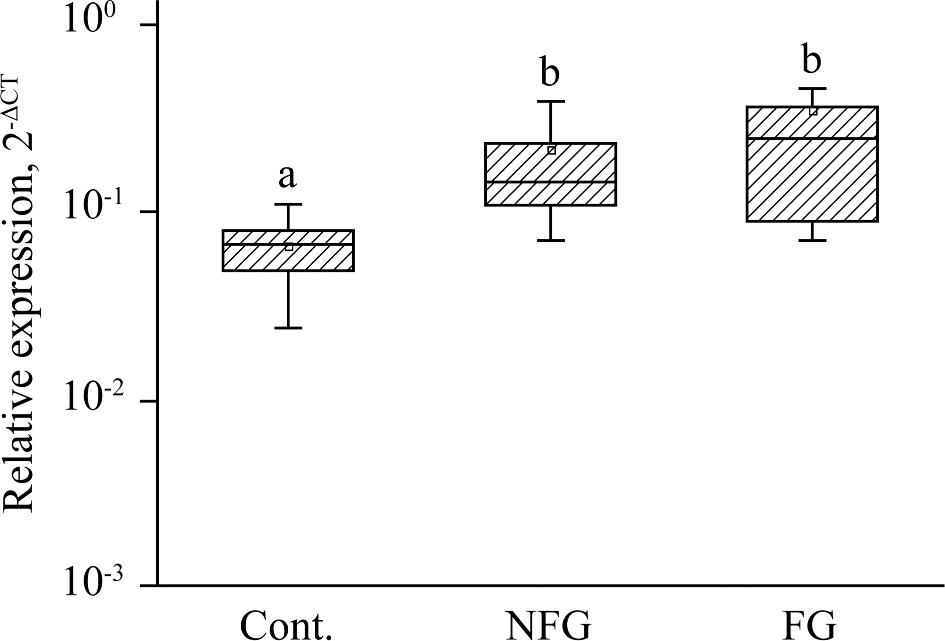 Relative expression, 2^-ΔCT
10^0
10^-1
10^-2
10^-3
a
b
b
Cont.
NFG
FG